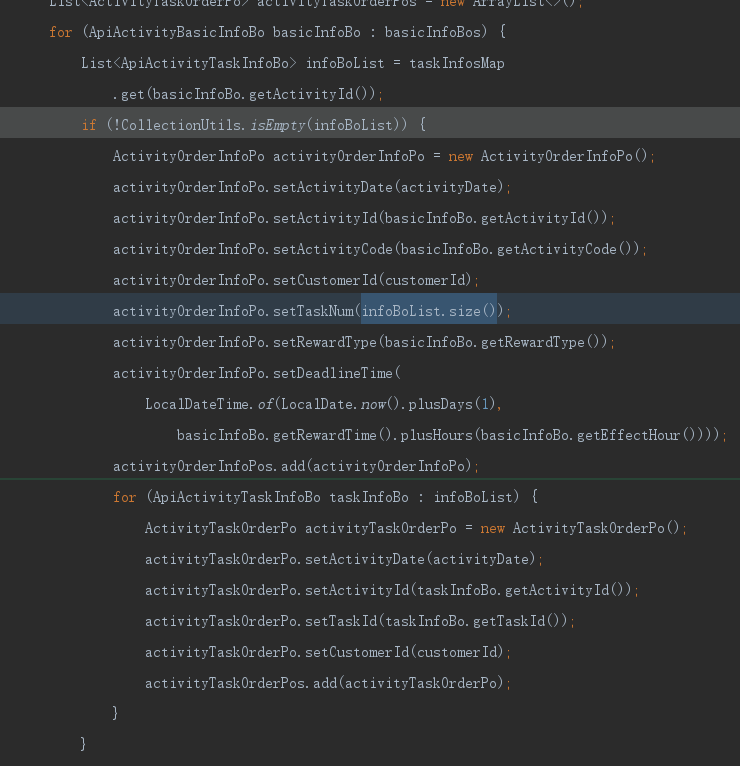 List<ActivityTaskOrderPo> activityTaskOrderPos = new ArrayList<>();
for (ApiActivityBasicInfoBo basicInfoBo : basicInfoBos) {
List<ApiActivityTaskInfoBo> infoBoList = taskInfosMap
.get(basicInfoBo.getActivityId());
if (!CollectionUtils.isEmpty(infoBoList)) {
ActivityOrderInfoPo activityOrderInfoPo = new ActivityOrderInfoPo();
activityOrderInfoPo.setActivityDate(activityDate);
activityOrderInfoPo.setActivityId(basicInfoBo.getActivityId());
activityOrderInfoPo.setActivityCode(basicInfoBo.getActivityCode());
activityOrderInfoPo.setCustomerId(customerId);
activityOrderInfoPo.setTaskNum(infoBoList.size());
activityOrderInfoPo.setRewardType(basicInfoBo.getRewardType());
activityOrderInfoPo.setDeadlineTime(
LocalDateTime.of(LocalDate.now().plusDays(1),
basicInfoBo.getRewardTime().plusHours(basicInfoBo.getEffectHour())));
activityOrderInfoPos.add(activityOrderInfoPo);
for (ApiActivityTaskInfoBo taskInfoBo : infoBoList) {
ActivityTaskOrderPo activityTaskOrderPo = new ActivityTaskOrderPo();
activityTaskOrderPo.setActivityDate(activityDate);
activityTaskOrderPo.setActivityId(taskInfoBo.getActivityId());
activityTaskOrderPo.setTaskId(taskInfoBo.getTaskId());
activityTaskOrderPo.setCustomerId(customerId);
activityTaskOrderPos.add(activityTaskOrderPo);
}
}